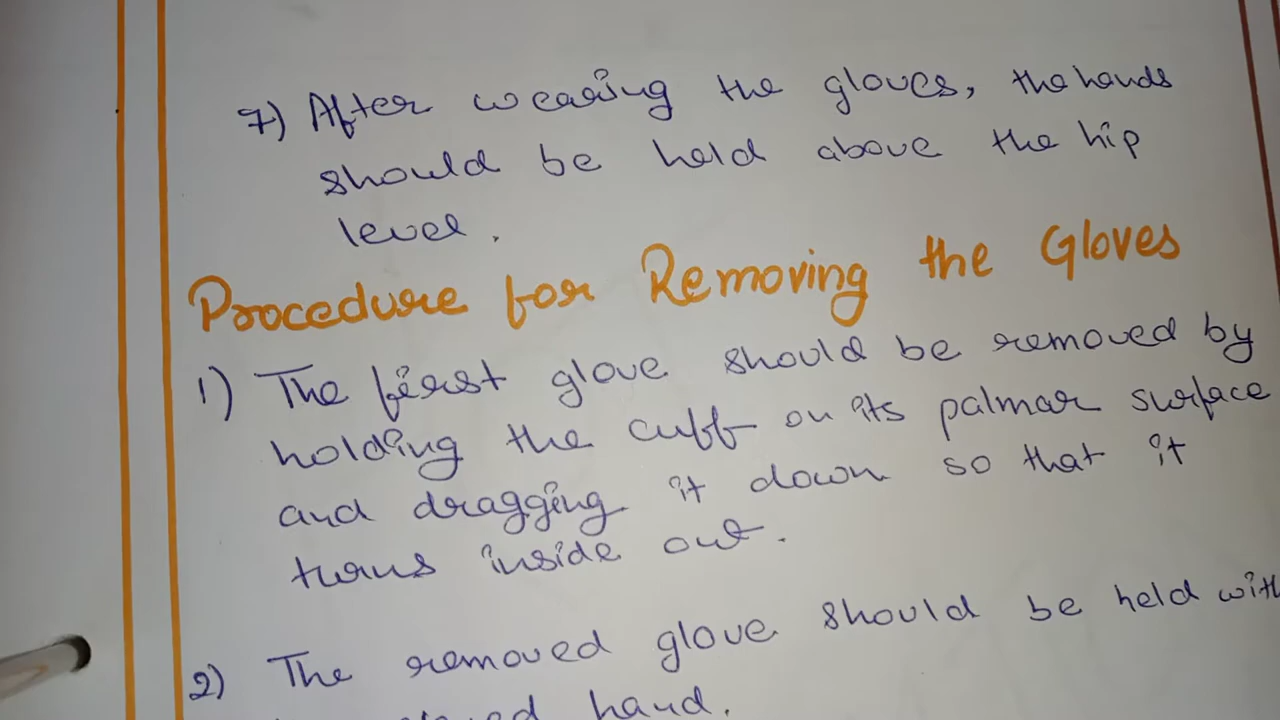 7) After wearing the gloves, the hands
should be held above the hip
level.
Procedure for Removing the Gloves
1) The first glove should be removed by
holding the cuff on its palmar surface
and dragging it down so that it
turns inside out.
2) The removed glove should be held with
hand.